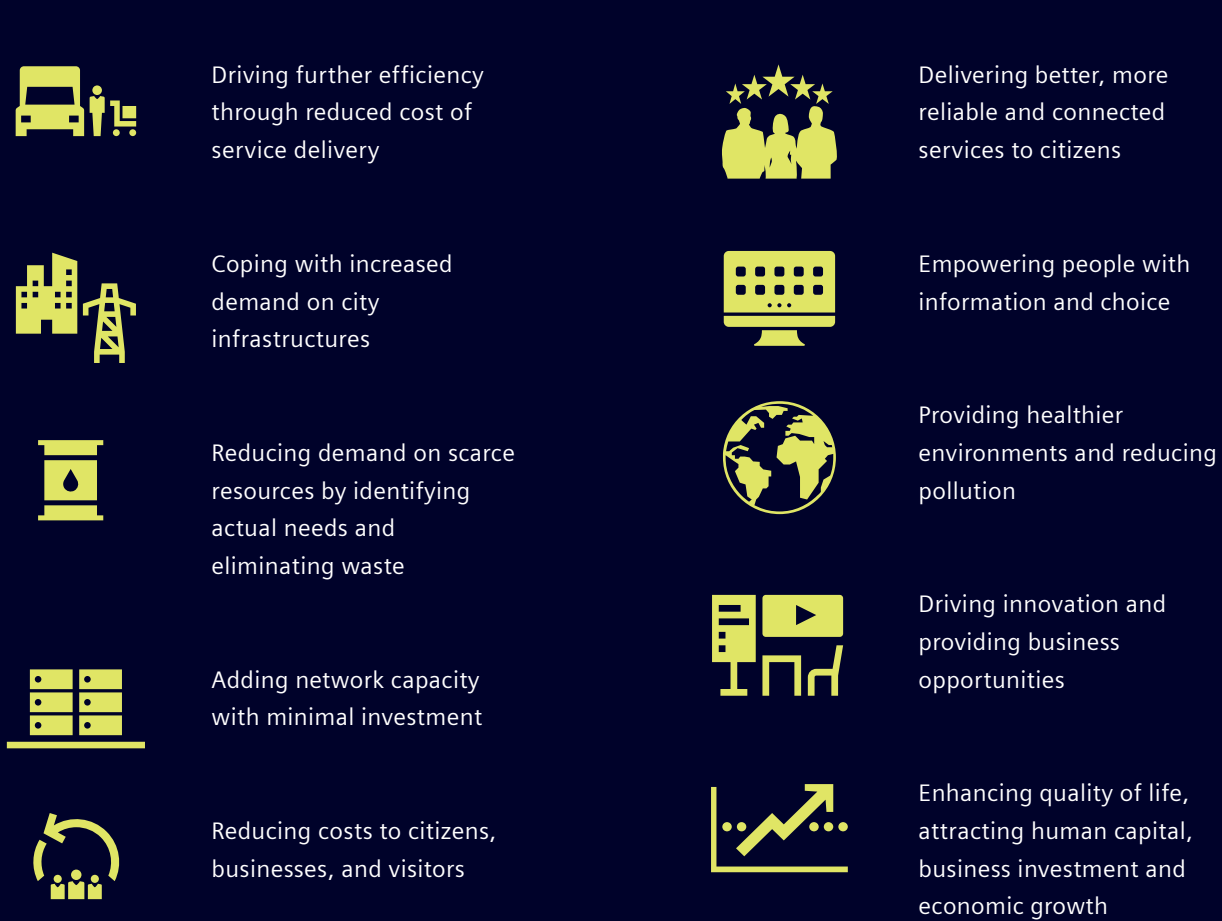 Driving further efficiency
through reduced cost of
service delivery
Coping with increased
demand on city
infrastructures
Reducing demand on scarce
resources by identifying
actual needs and
eliminating waste
Adding network capacity
with minimal investment
Reducing costs to citizens,
businesses, and visitors
Delivering better, more
reliable and connected
services to citizens
Empowering people with
information and choice
Providing healthier
environments and reducing
pollution
Driving innovation and
providing business
opportunities
Enhancing quality of life,
attracting human capital,
business investment and
economic growth